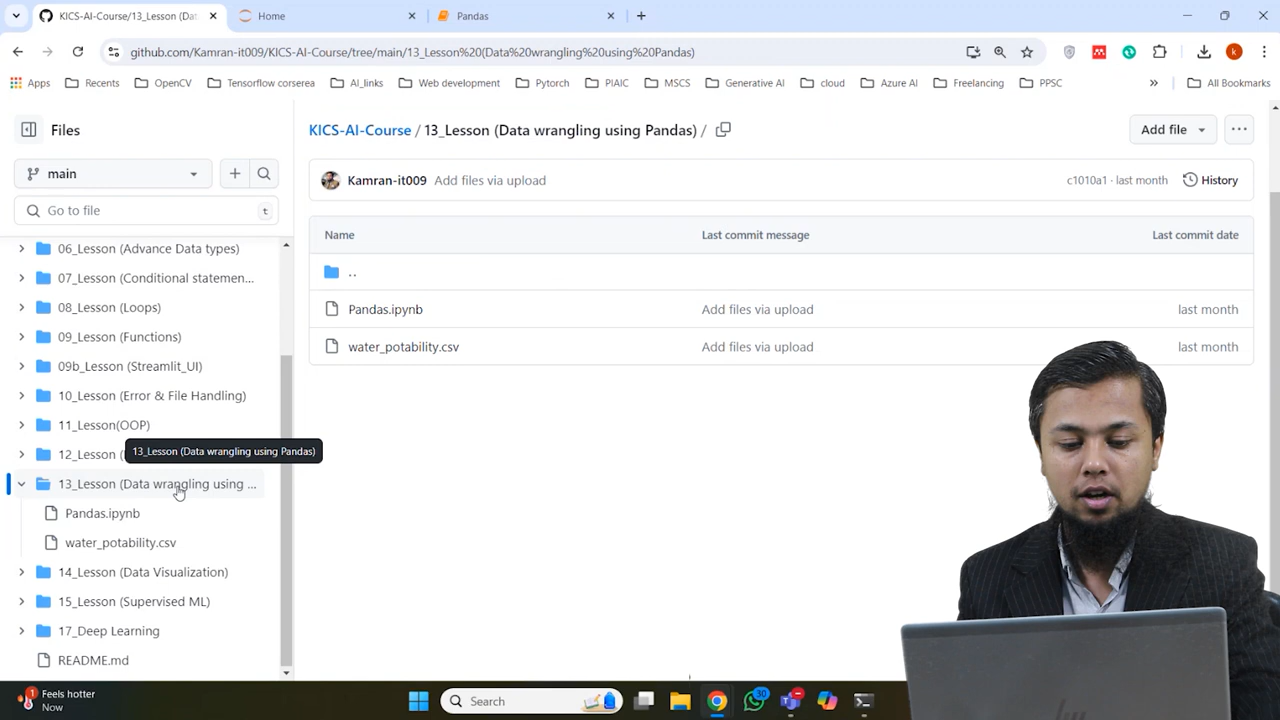 KICS-AI-Course/13_Lesson (Dat
Home
Pandas
github.com/Kamran-it009/KICS-AI-Course/tree/main/13_Lesson%20(Data%20wrangling%20using%20Pandas)
k
Apps
Recents
OpenCV
Tensorflow corserea
AI_links
Web development
Pytorch
PIAIC
MSCS
Generative AI
cloud
Azure AI
Freelancing
PPSC
»
All Bookmarks
Files
KICS-AI-Course / 13_Lesson (Data wrangling using Pandas) /
Add file
main
Kamran-it009 Add files via upload
c1010a1 · last month
History
Go to file
t
Name
Last commit message
Last commit date
..
Pandas.ipynb
Add files via upload
last month
water_potability.csv
Add files via upload
last month
06_Lesson (Advance Data types)
07_Lesson (Conditional statemen...
08_Lesson (Loops)
09_Lesson (Functions)
09b_Lesson (Streamlit_UI)
10_Lesson (Error & File Handling)
11_Lesson(OOP)
12_Lesson (
13_Lesson (Data wrangling using Pandas)
13_Lesson (Data wrangling using ...
Pandas.ipynb
water_potability.csv
14_Lesson (Data Visualization)
15_Lesson (Supervised ML)
17_Deep Learning
README.md
1
Feels hotter
Now
Search
30
hp